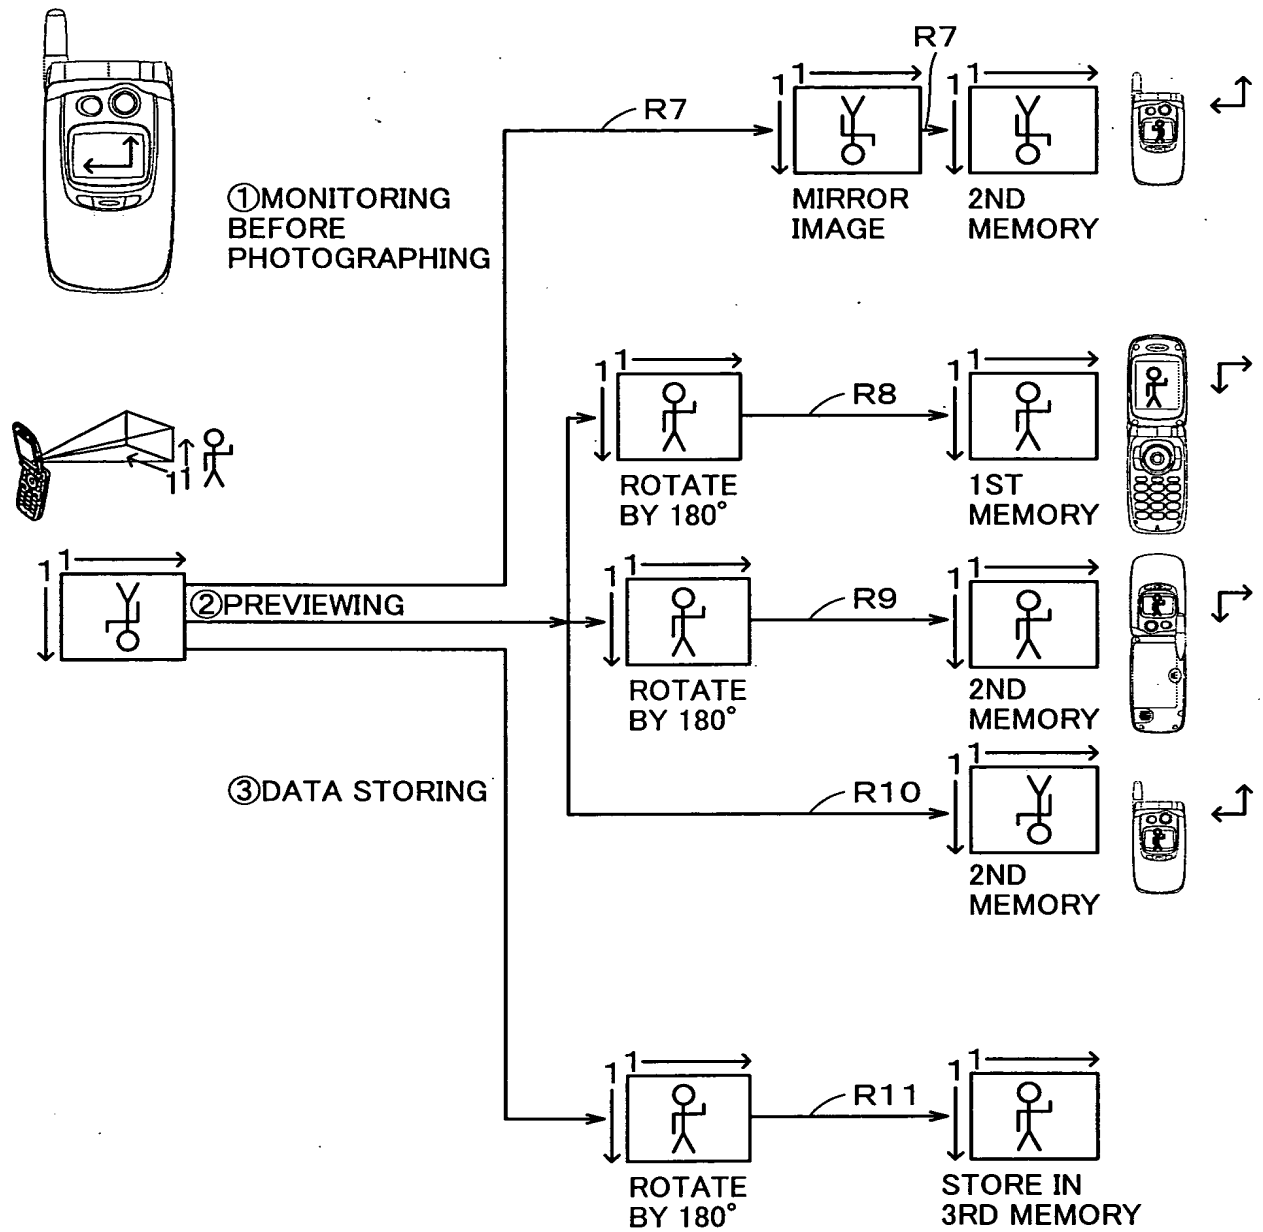 R7
1
1
1
1
R7
①MONITORING
BEFORE
PHOTOGRAPHING
MIRROR
IMAGE
2ND
MEMORY
1
1
1
1
R8
ROTATE
BY 180°
1ST
MEMORY
11
1
1
②PREVIEWING
1
1
1
1
R9
ROTATE
BY 180°
2ND
MEMORY
③DATA STORING
1
1
R10
2ND
MEMORY
1
1
1
1
R11
ROTATE
BY 180°
STORE IN
3RD MEMORY